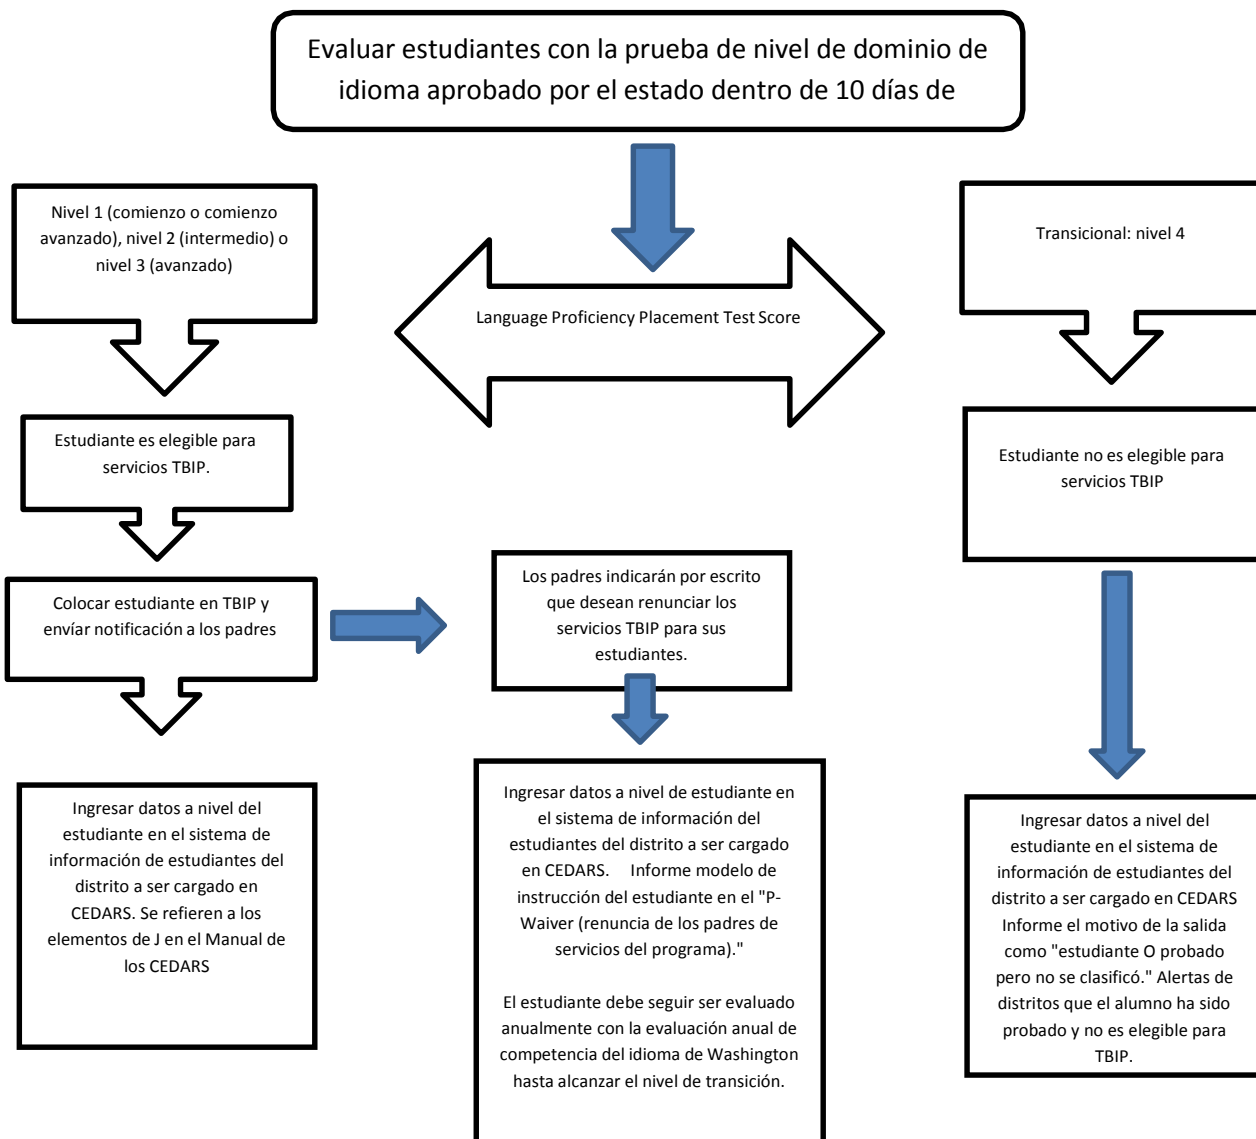 Evaluar estudiantes con la prueba de nivel de dominio de
idioma aprobado por el estado dentro de 10 días de
Nivel 1 (comienzo o comienzo
avanzado), nivel 2 (intermedio) o
nivel 3 (avanzado)
Language Proficiency Placement Test Score
Transicional: nivel 4
Estudiante es elegible para
servicios TBIP.
Estudiante no es elegible para
servicios TBIP
Colocar estudiante en TBIP y
envíar notificación a los padres
Los padres indicarán por escrito
que desean renunciar los
servicios TBIP para sus
estudiantes.
Ingresar datos a nivel del
estudiante en el sistema de
información de estudiantes del
distrito a ser cargado en
CEDARS. Se refieren a los
elementos de J en el Manual de
los CEDARS
Ingresar datos a nivel de estudiante en
el sistema de información del
estudiantes del distrito a ser cargado
en CEDARS. Informe modelo de
instrucción del estudiante en el "P-
Waiver (renuncia de los padres de
servicios del programa)."
El estudiante debe seguir ser evaluado
anualmente con la evaluación anual de
competencia del idioma de Washington
hasta alcanzar el nivel de transición.
Ingresar datos a nivel del
estudiante en el sistema de
información de estudiantes del
distrito a ser cargado en CEDARS
Informe el motivo de la salida
como "estudiante O probado
pero no se clasificó." Alertas de
distritos que el alumno ha sido
probado y no es elegible para
TBIP.